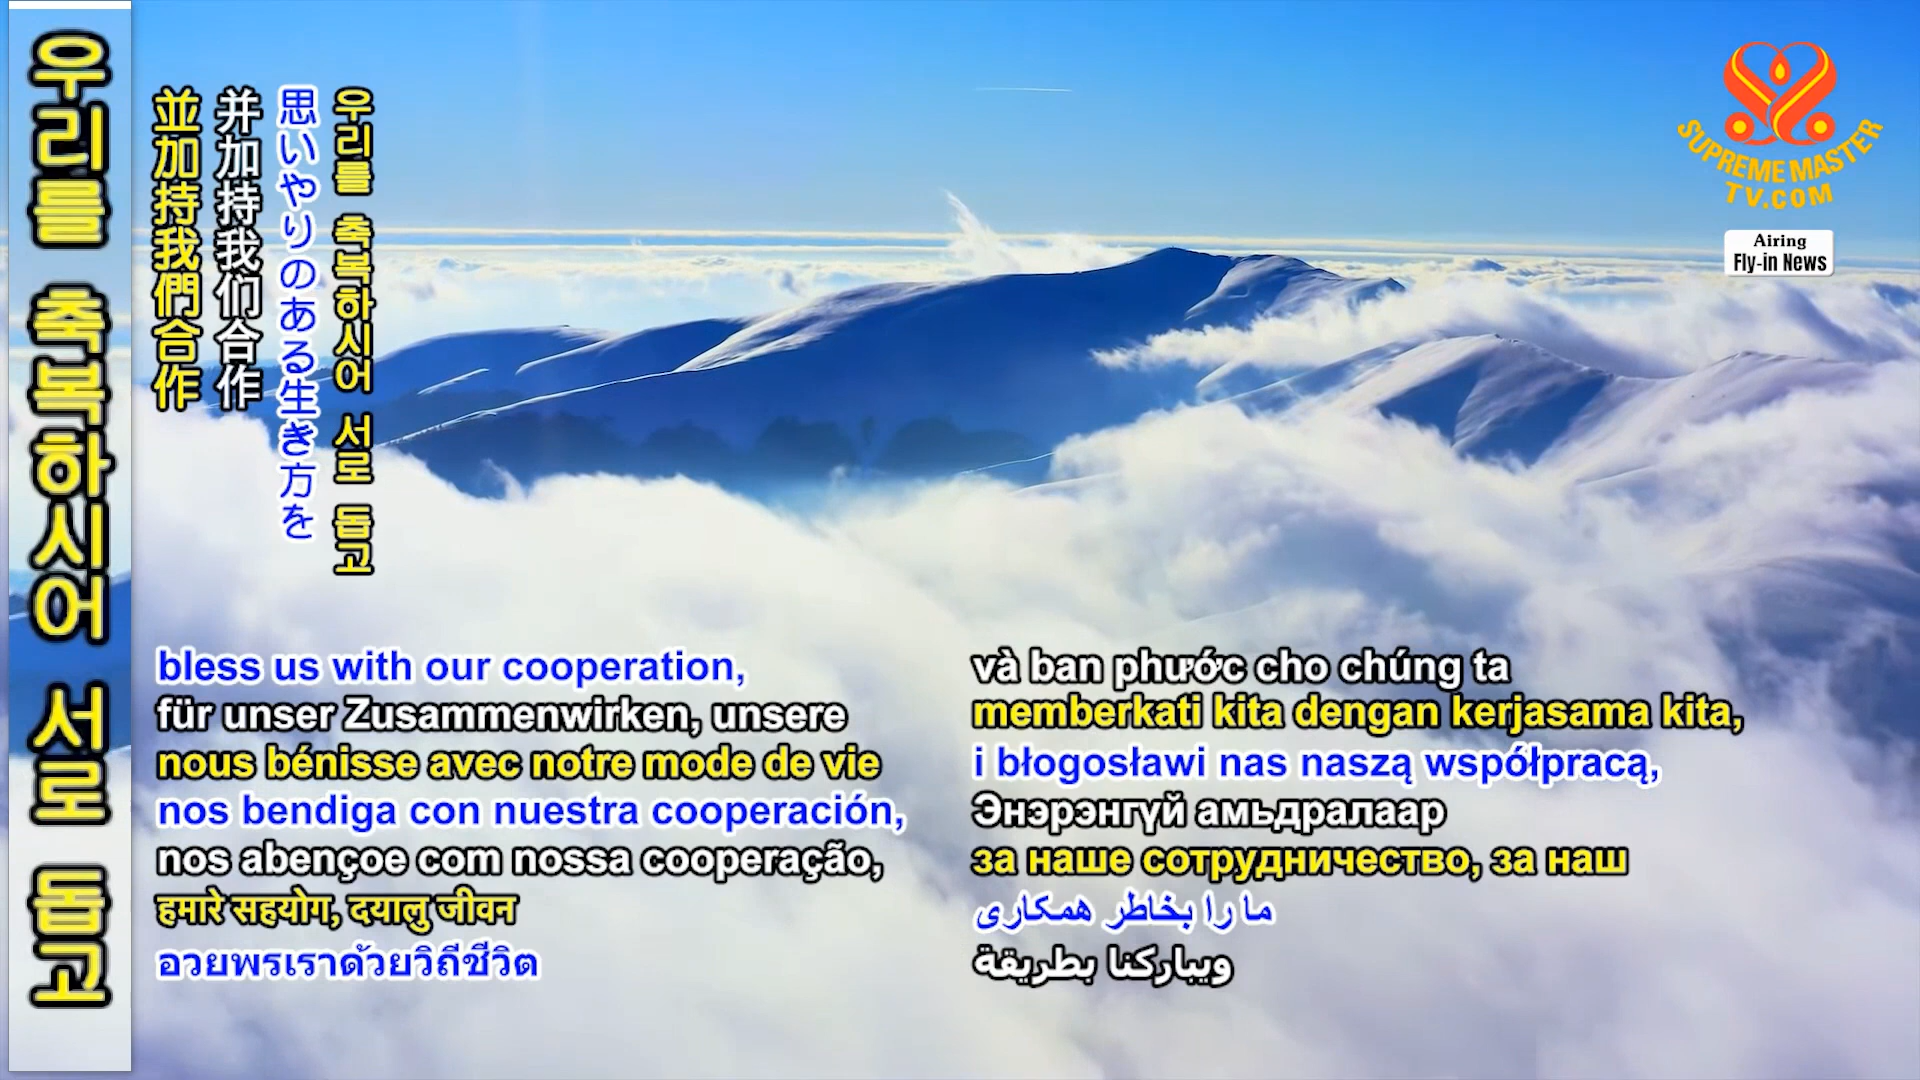 우리를 축복하시어 서로 돕고
並加持我們合作
并加持我们合作
思いやりのある生き方を
우리를 축복하시어 서로 돕고
SUPREME MASTER
TV.COM
Airing
Fly-in News
bless us with our cooperation,
für unser Zusammenwirken, unsere
nous bénisse avec notre mode de vie
nos bendiga con nuestra cooperación,
nos abençoe com nossa cooperação,
हमारे सहयोग, दयालु जीवन
อวยพรเราด้วยวิถีชีวิต
và ban phước cho chúng ta
memberkati kita dengan kerjasama kita,
i błogosławi nas naszą współpracą,
Энэрэнгүй амьдралаар
за наше сотрудничество, за наш
ما را بخاطر همکاری
ويباركنا بطريقة